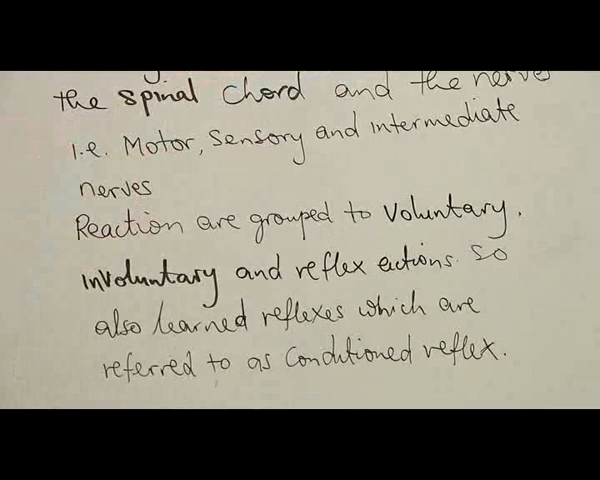 the spinal chord and the nerves
i.e. Motor, Sensory and intermediate
nerves
Reaction are grouped to voluntary,
involuntary and reflex actions. So
also learned reflexes which are
referred to as Conditioned reflex.